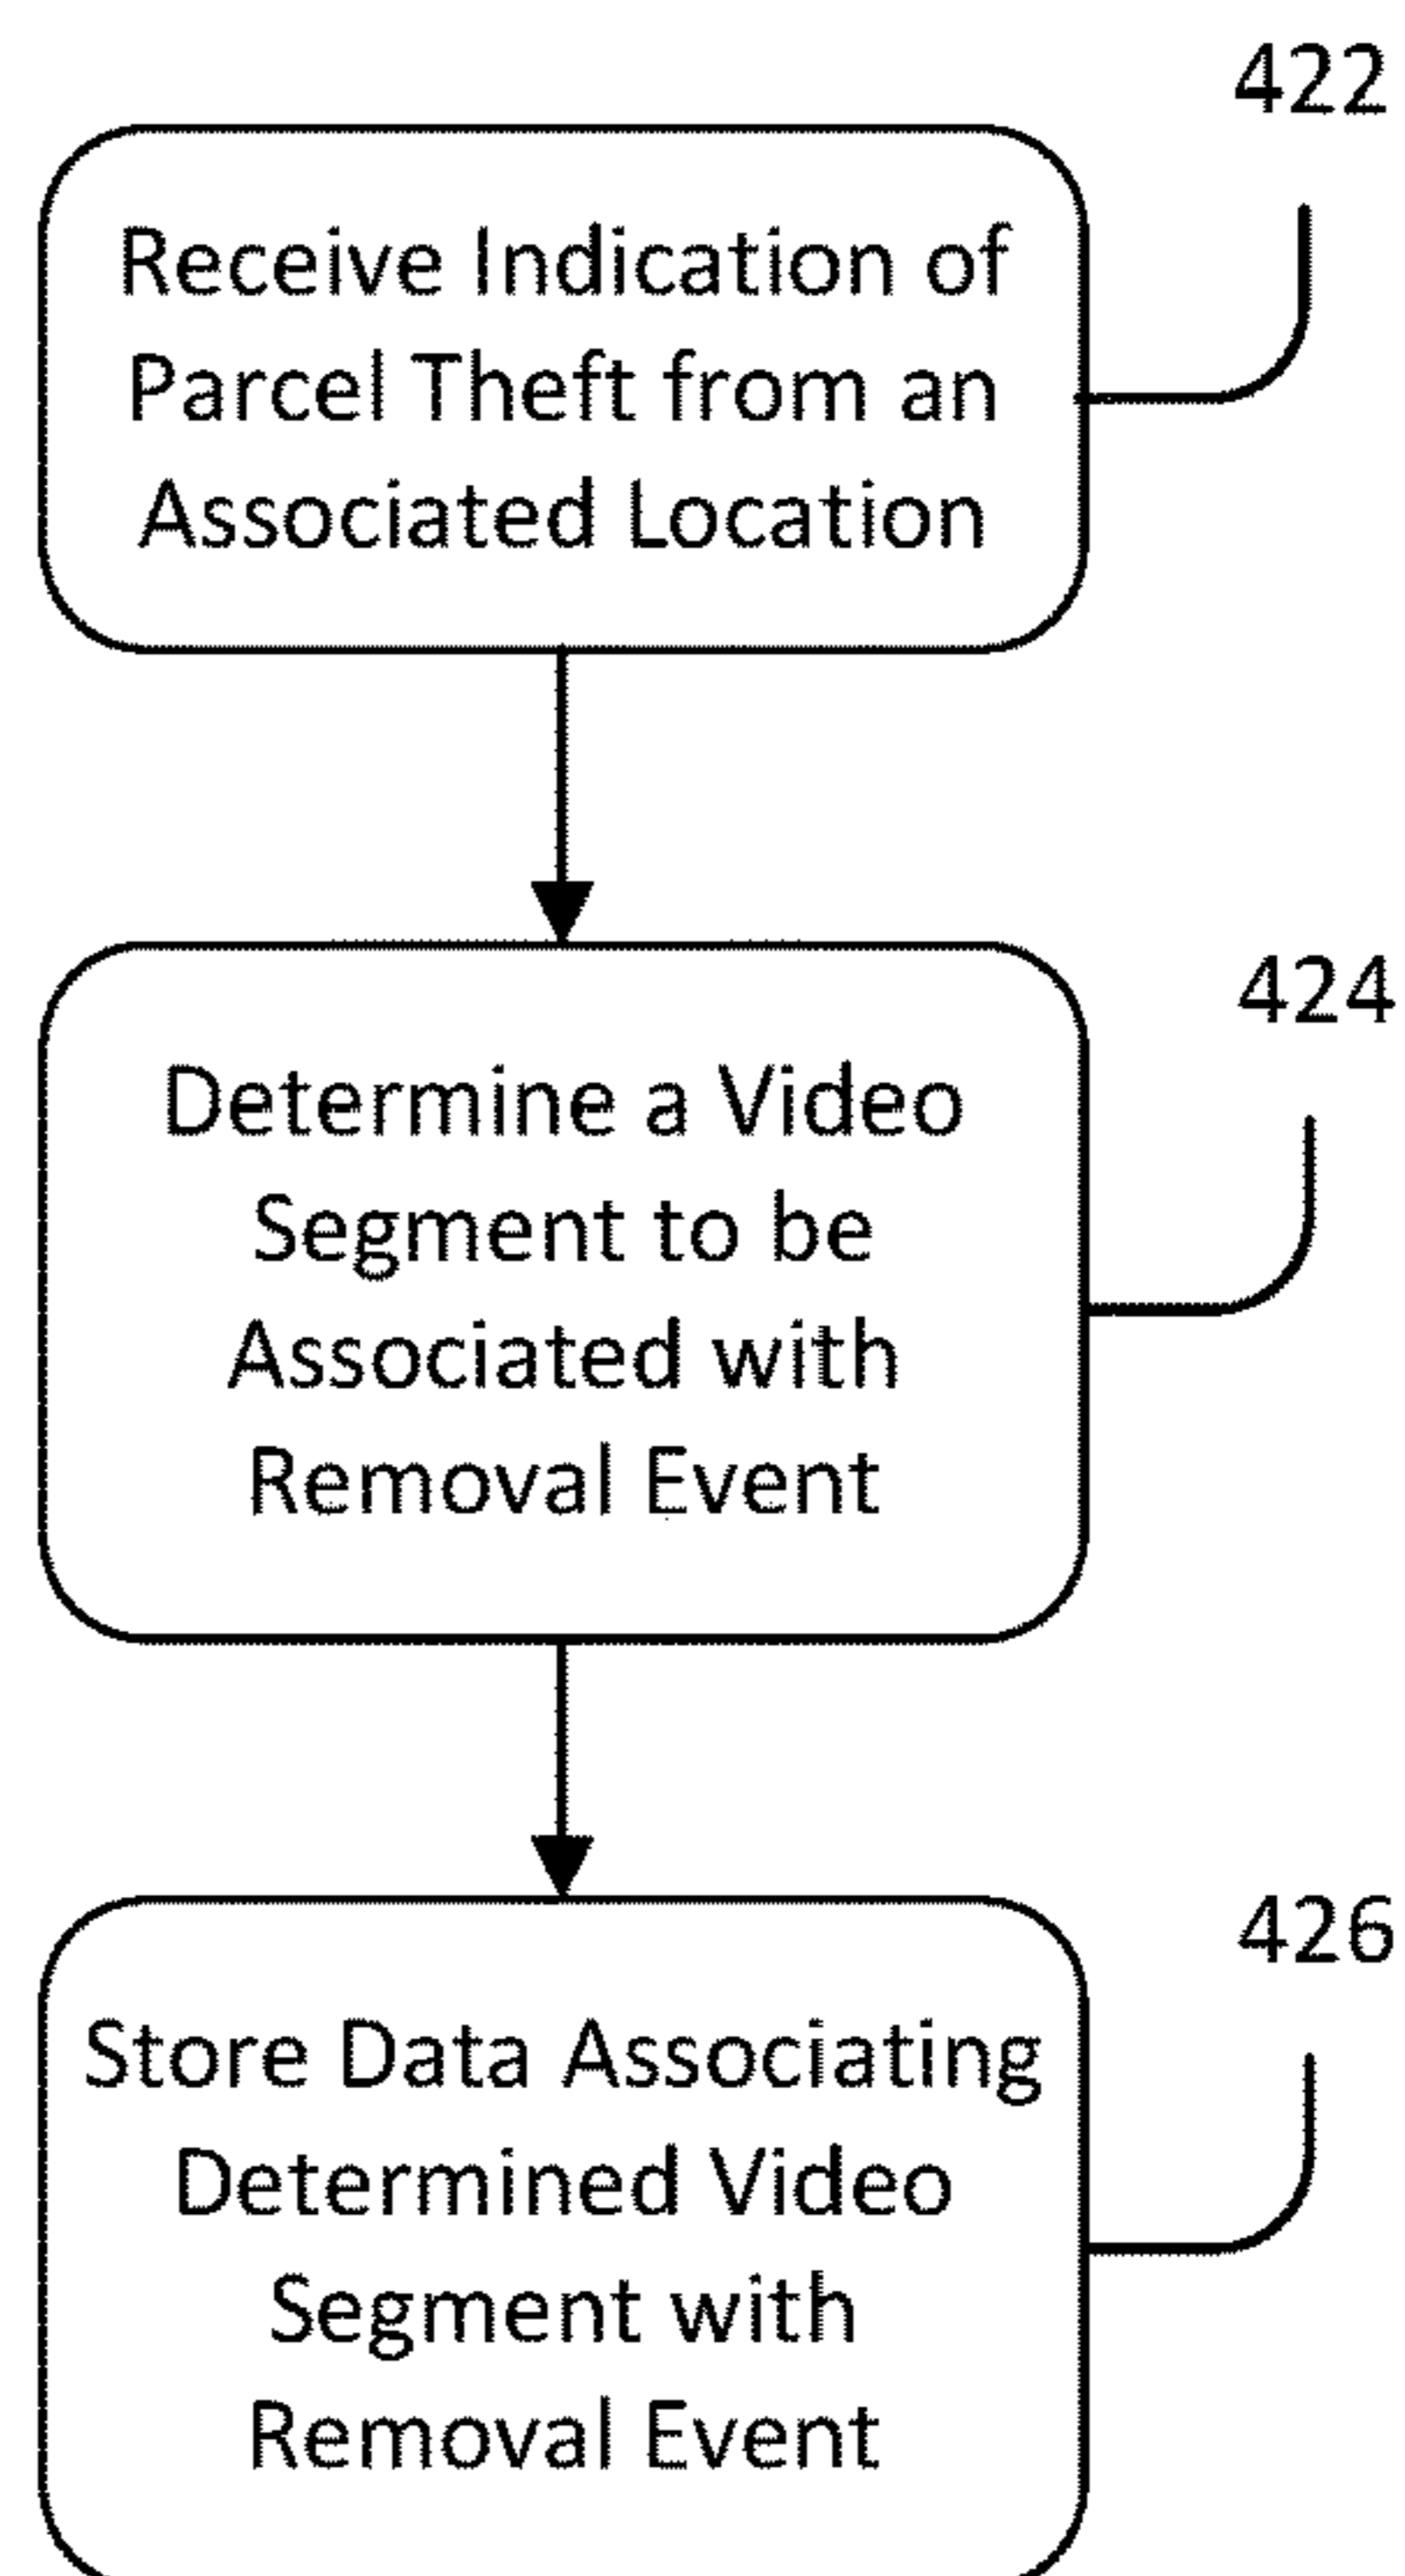 422
Receive Indication of
Parcel Theft from an
Associated Location
424
Determine a Video
Segment to be
Associated with
Removal Event
426
Store Data Associating
Determined Video
Segment with
Removal Event